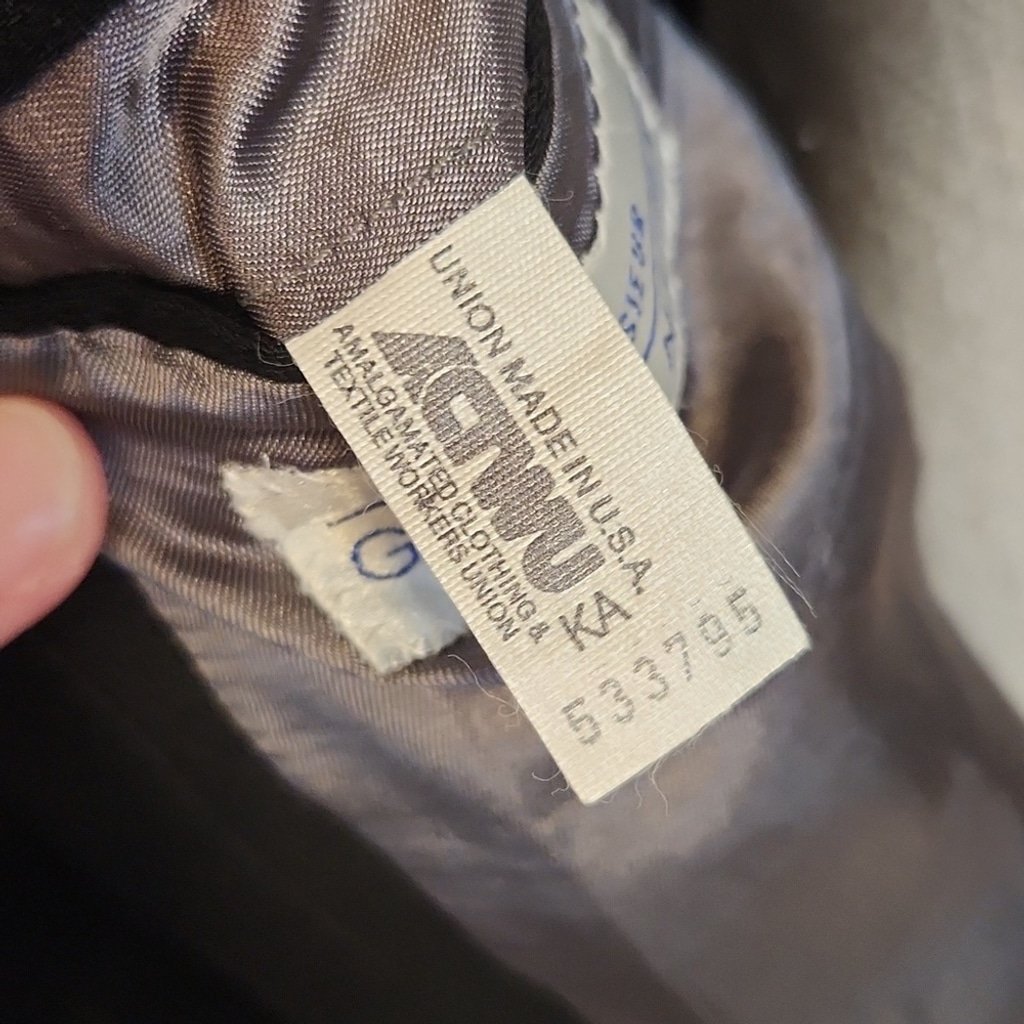 UNION MADE IN U.S.A.
ACTWU
AMALGAMATED CLOTHING &
TEXTILE WORKERS UNION
KA
533795
G